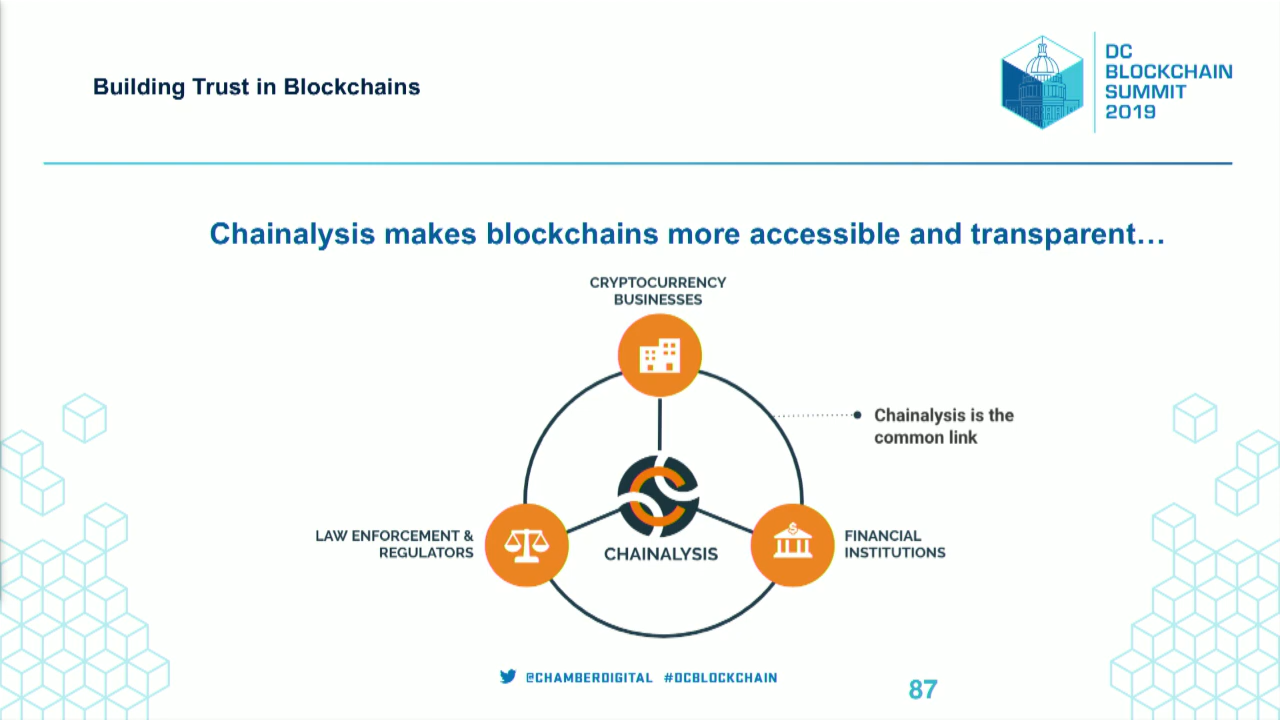 Building Trust in Blockchains
DC
BLOCKCHAIN
SUMMIT
2019
Chainalysis makes blockchains more accessible and transparent…
CRYPTOCURRENCY
BUSINESSES
Chainalysis is the
common link
LAW ENFORCEMENT &
REGULATORS
CHAINALYSIS
FINANCIAL
INSTITUTIONS
@CHAMBERDIGITAL #DCBLOCKCHAIN
87